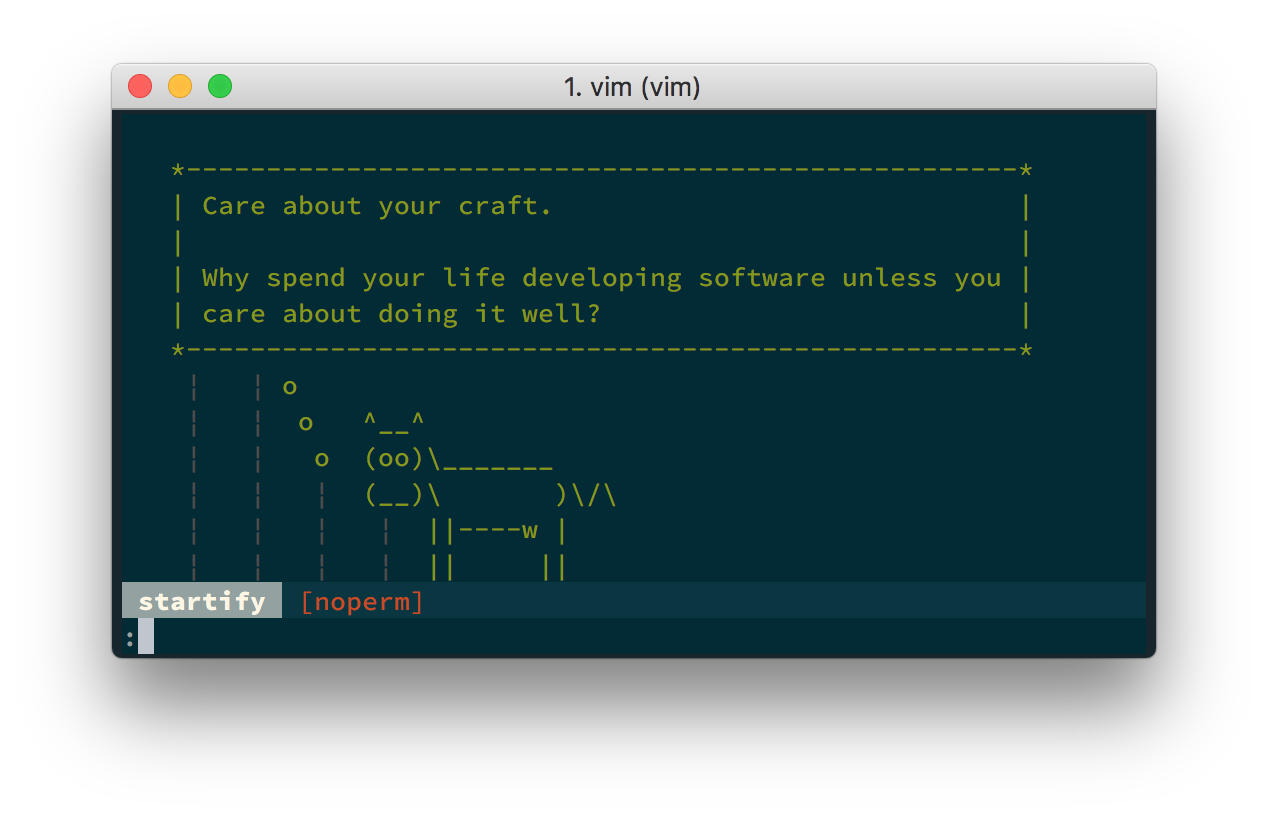 1. vim (vim)
*----------------------------------------------------*
| Care about your craft.                             |
|                                                    |
| Why spend your life developing software unless you |
| care about doing it well?                          |
*----------------------------------------------------*
 ¦   ¦ o
 ¦   ¦  o   ^__^
 ¦   ¦   o  (oo)\_______
 ¦   ¦   ¦  (__)\       )\/\
 ¦   ¦   ¦   ¦  ||----w |
 ¦   ¦   ¦   ¦  ||     ||
startify [noperm]
: